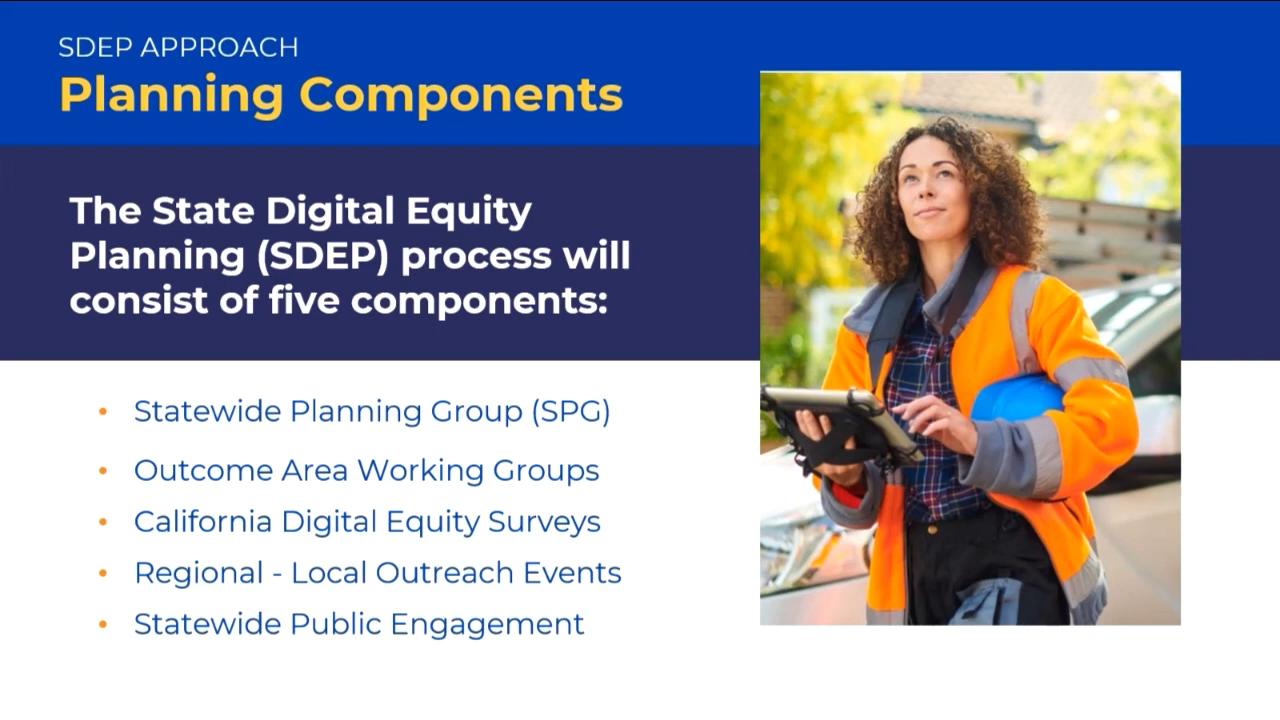 SDEP APPROACH
Planning Components
The State Digital Equity
Planning (SDEP) process will
consist of five components:
• Statewide Planning Group (SPG)
• Outcome Area Working Groups
• California Digital Equity Surveys
• Regional - Local Outreach Events
• Statewide Public Engagement